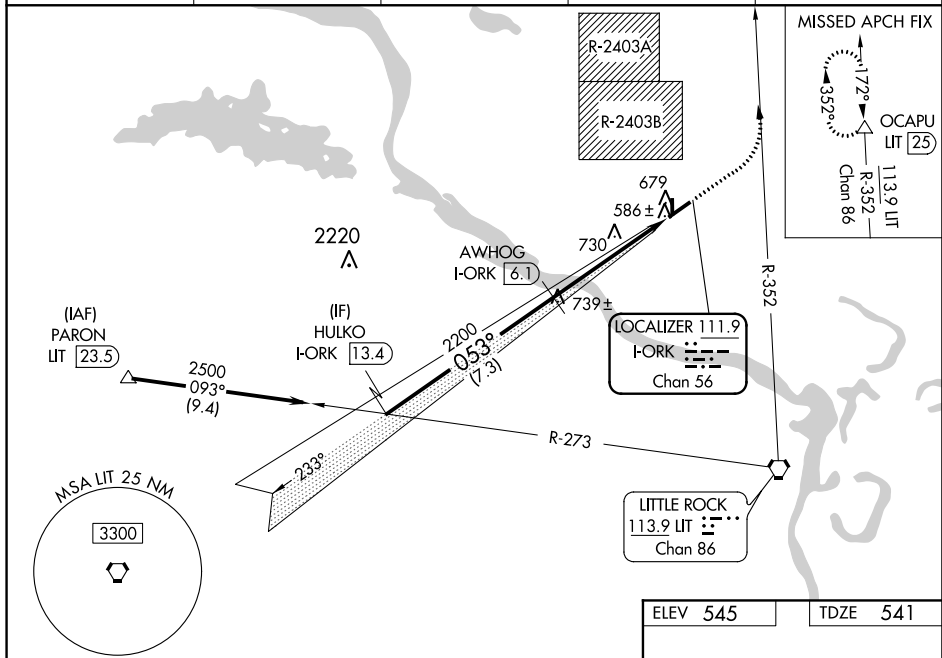 R-2403A
R-2403B
MISSED APCH FIX
172°
352°
OCAPU
LIT 25
113.9 LIT
R-352
Chan 86
679
586 ±
730
739 ±
2220
AWHOG
I-ORK 6.1
(IAF)
PARON
LIT 23.5
(IF)
HULKO
I-ORK 13.4
2200
053°
(7.3)
2500
093°
(9.4)
LOCALIZER 111.9
I-ORK
Chan 56
R-352
R-273
233°
MSA LIT 25 NM
3300
LITTLE ROCK
113.9 LIT
Chan 86
ELEV 545
TDZE 541